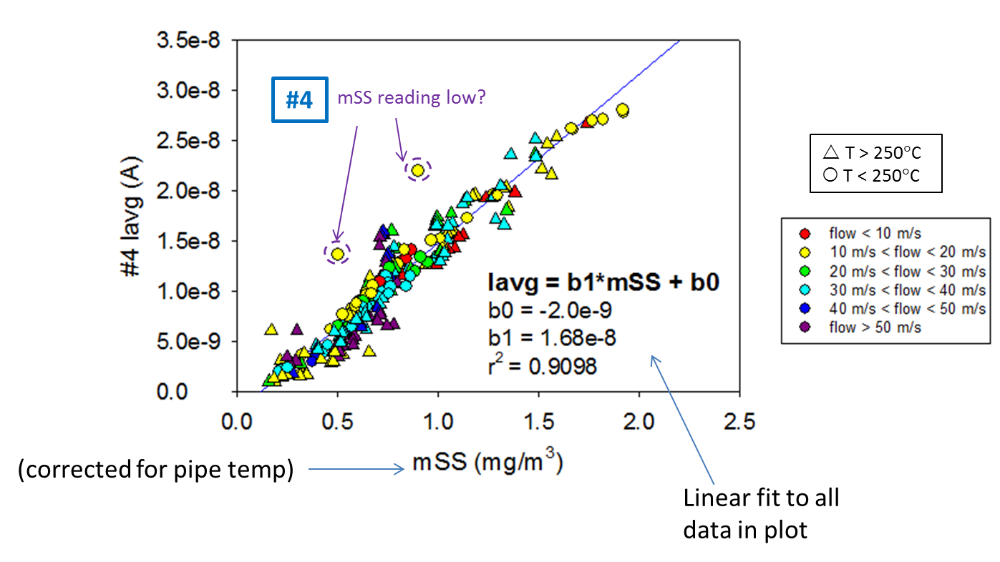 3.5e-8
3.0e-8
2.5e-8
2.0e-8
1.5e-8
1.0e-8
5.0e-9
0.0
#4 Iavg (A)
#4
mSS reading low?
Iavg = b1*mSS + b0
b0 = -2.0e-9
b1 = 1.68e-8
r² = 0.9098
0.0 0.5 1.0 1.5 2.0 2.5
(corrected for pipe temp)
mSS (mg/m³)
Linear fit to all
data in plot
△ T > 250°C
○ T < 250°C
flow < 10 m/s
10 m/s < flow < 20 m/s
20 m/s < flow < 30 m/s
30 m/s < flow < 40 m/s
40 m/s < flow < 50 m/s
flow > 50 m/s